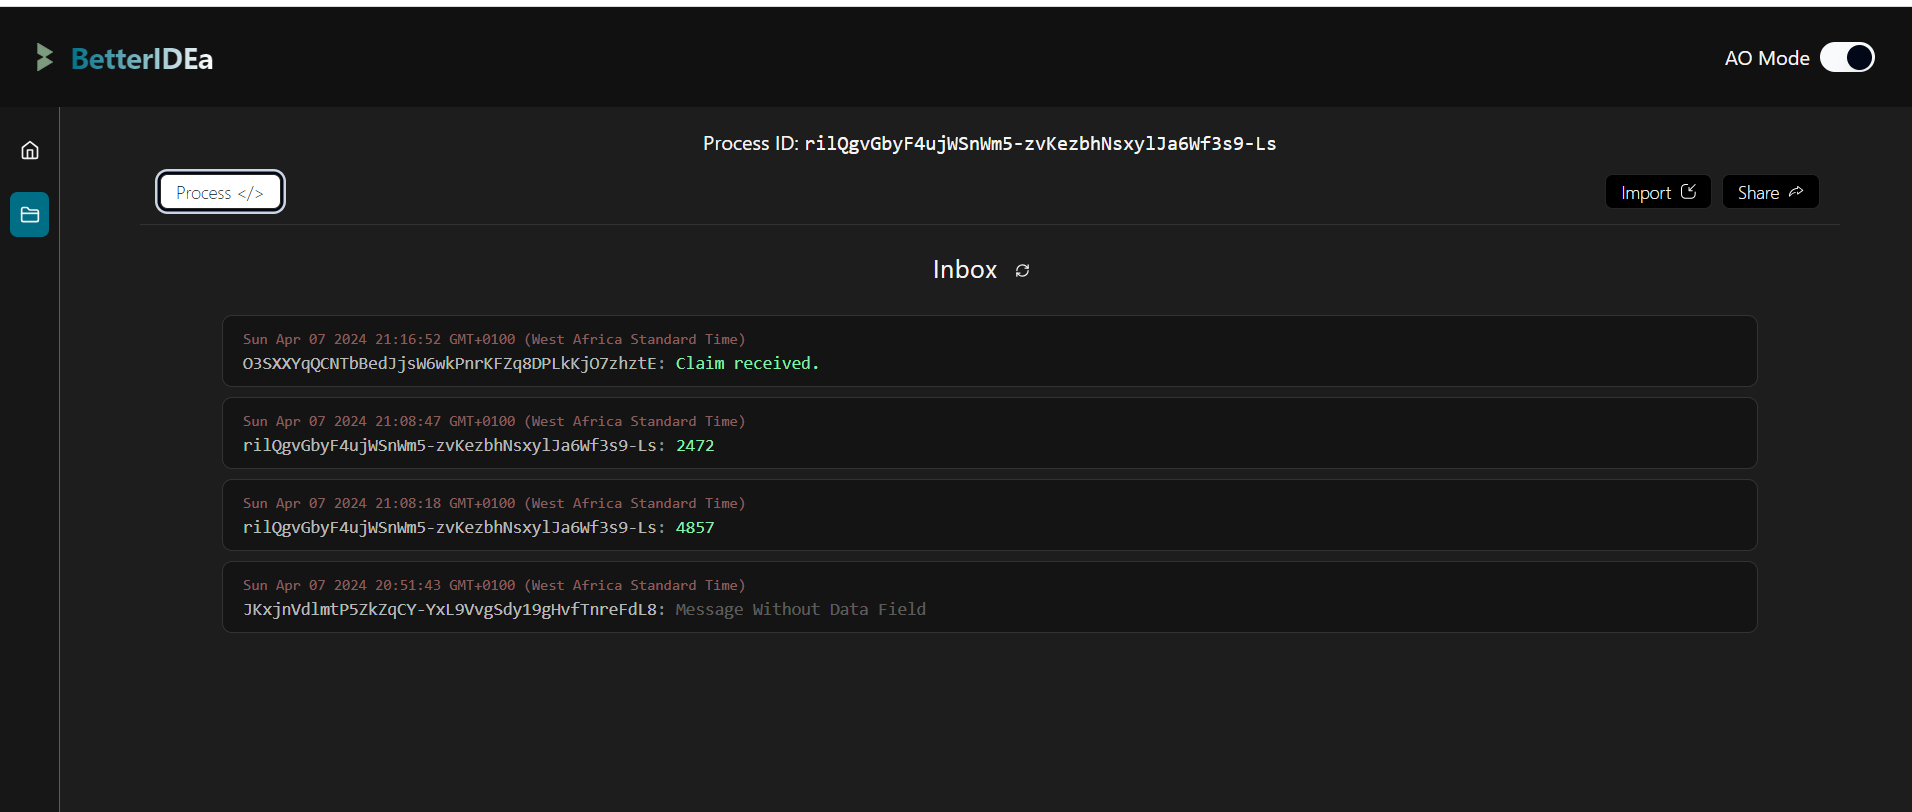 BetterIDEa
AO Mode
Process ID: rilQgvGbyF4ujWSnWm5-zvKezbhNsxylJa6Wf3s9-Ls
Process </>
Import
Share
Inbox
Sun Apr 07 2024 21:16:52 GMT+0100 (West Africa Standard Time)
O3SXXYqQCNTbBedJjsW6wkPnrKFZq8DPLkKjO7zhztE: Claim received.
Sun Apr 07 2024 21:08:47 GMT+0100 (West Africa Standard Time)
rilQgvGbyF4ujWSnWm5-zvKezbhNsxylJa6Wf3s9-Ls: 2472
Sun Apr 07 2024 21:08:18 GMT+0100 (West Africa Standard Time)
rilQgvGbyF4ujWSnWm5-zvKezbhNsxylJa6Wf3s9-Ls: 4857
Sun Apr 07 2024 20:51:43 GMT+0100 (West Africa Standard Time)
JKxjnVdlmtP5ZkZqCY-YxL9VvgSdy19gHvfTnreFdL8: Message Without Data Field